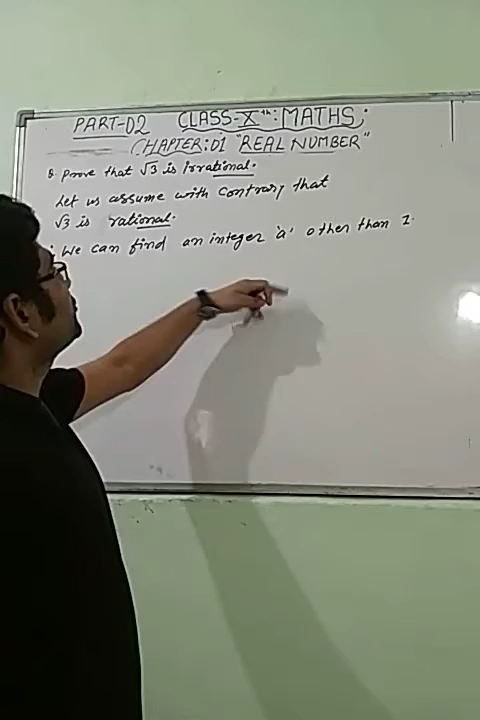 PART-02 CLASS-Xth: MATHS:
CHAPTER:01 "REAL NUMBER"
Q. Prove that √3 is irrational.
Let us assume with contrary that
√3 is rational.
∴ We can find an integer 'a' other than 1.